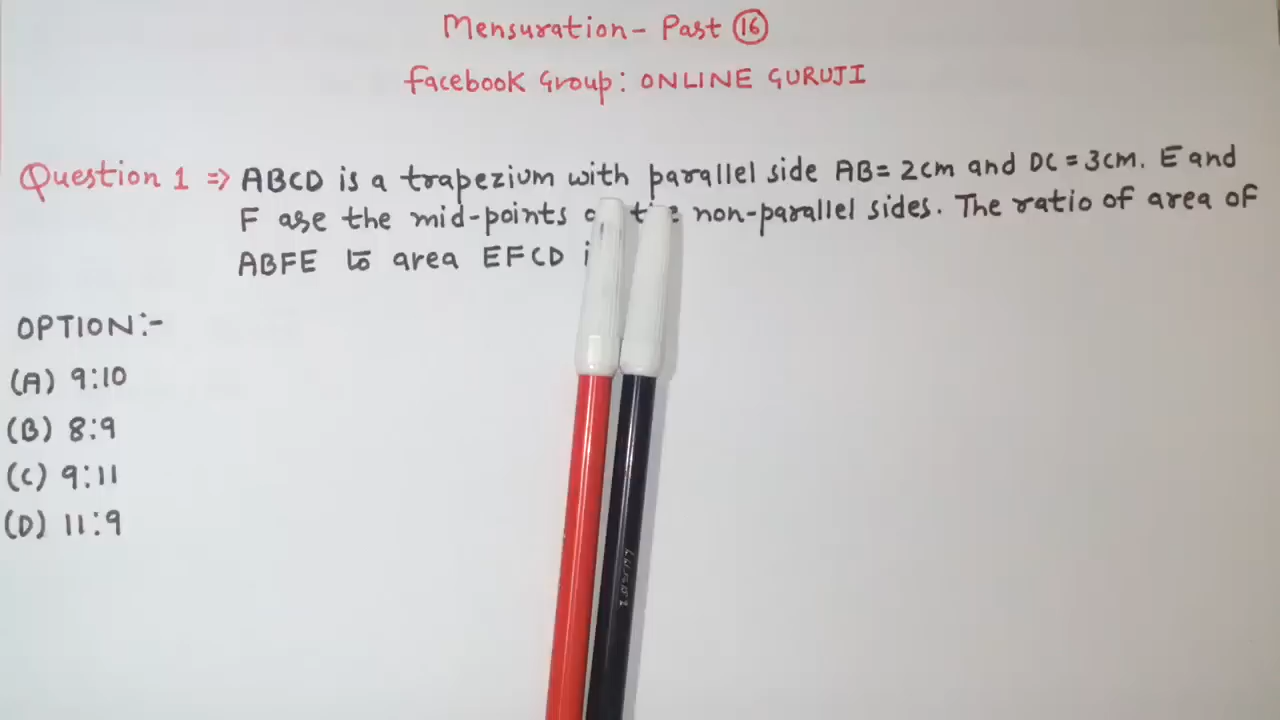 Mensuration - Part 16
Facebook Group: ONLINE GURUJI
Question 1 => ABCD is a trapezium with parallel side AB = 2cm and DC = 3cm. E and
F are the mid-points non-parallel sides. The ratio of area of
ABFE to area EFCD
OPTION:-
(A) 9:10
(B) 8:9
(C) 9:11
(D) 11:9